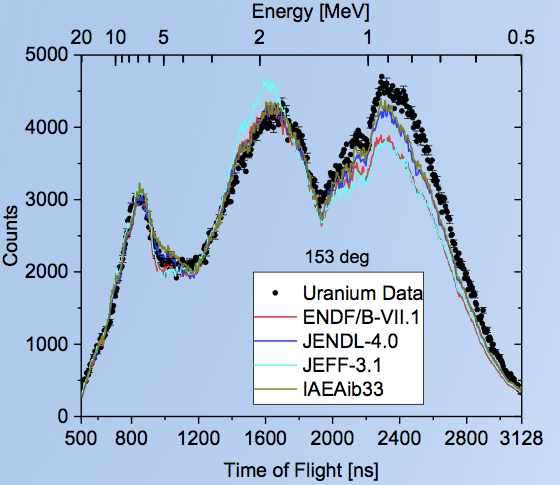 Energy [MeV]
20 10 5 2 1 0.5
5000
4000
3000
2000
1000
0
Counts
153 deg
Uranium Data
ENDF/B-VII.1
JENDL-4.0
JEFF-3.1
IAEAib33
500 800 1200 1600 2000 2400 2800 3128
Time of Flight [ns]